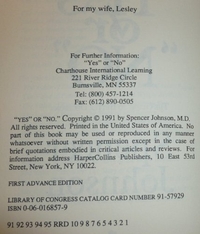 For my wife, Lesley
For Further Information:
"Yes" or "No"
Charthouse International Learning
221 River Ridge Circle
Burnsville, MN 55337
Tel: (800) 457-1214
Fax: (612) 890-0505
"YES" OR "NO." Copyright © 1991 by Spencer Johnson, M.D.
All rights reserved. Printed in the United States of America. No
part of this book may be used or reproduced in any manner
whatsoever without written permission except in the case of
brief quotations embodied in critical articles and reviews. For
information address HarperCollins Publishers, 10 East 53rd
Street, New York, NY 10022.
FIRST ADVANCE EDITION
LIBRARY OF CONGRESS CATALOG CARD NUMBER 91-57929
ISBN 0-06-016857-9
91 92 93 94 95 RRD 10 9 8 7 6 5 4 3 2 1